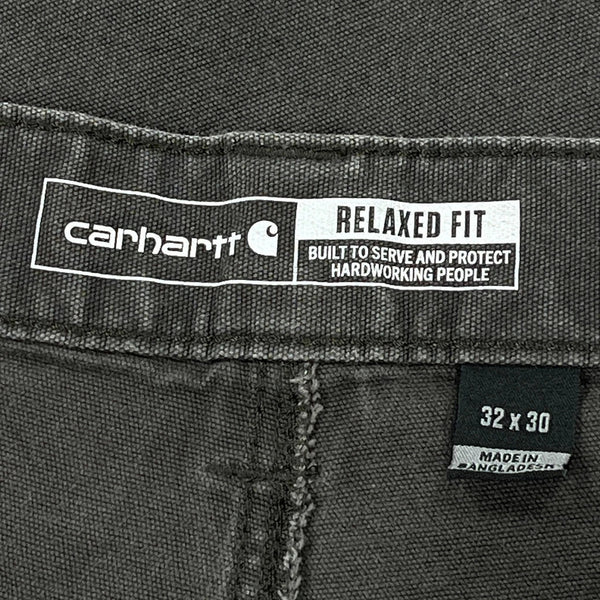 carhartt
RELAXED FIT
BUILT TO SERVE AND PROTECT
HARDWORKING PEOPLE
32 x 30
MADE IN
BANGLADESH